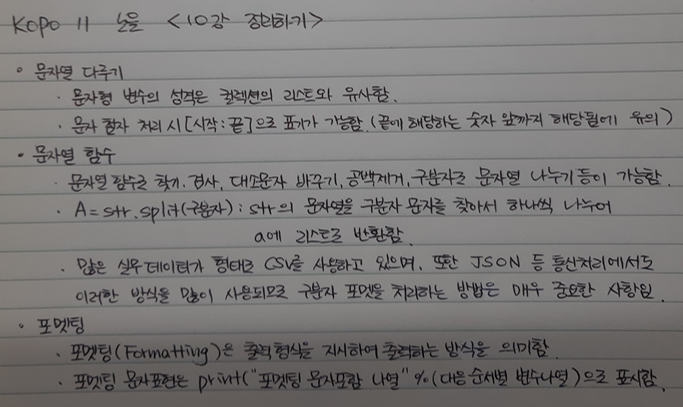 KOPO 11 노을 <10강 정리하기>
◦ 문자열 다루기
· 문자형 변수의 성격은 컬렉션의 리스트와 유사함.
· 문자 함자 처리 시 [시작:끝]으로 표기가 가능함 (끝에 해당하는 숫자 앞까지 해당됨에 유의)
◦ 문자열 함수
· 문자열 함수로 찾기, 검사, 대소문자 바꾸기, 공백제거, 구분자로 문자열 나누기 등이 가능함.
· A = str.split(구분자) : str의 문자열을 구분자 문자를 찾아서 하나씩 나누어
a에 리스트로 반환함.
· 많은 실무데이터가 형태로 CSV를 사용하고 있으며, 또한 JSON 등 통신처리에서도
이러한 방식을 많이 사용되므로 구분자 포멧을 처리하는 방법은 매우 중요한 사항임.
◦ 포멧팅
· 포멧팅(Formatting)은 출력 형식을 지시하여 출력하는 방식을 의미함.
· 포멧팅 문자표현은 print("포멧팅 문자포함 나열" %(대응 순서별 변수나열)으로 표시함.